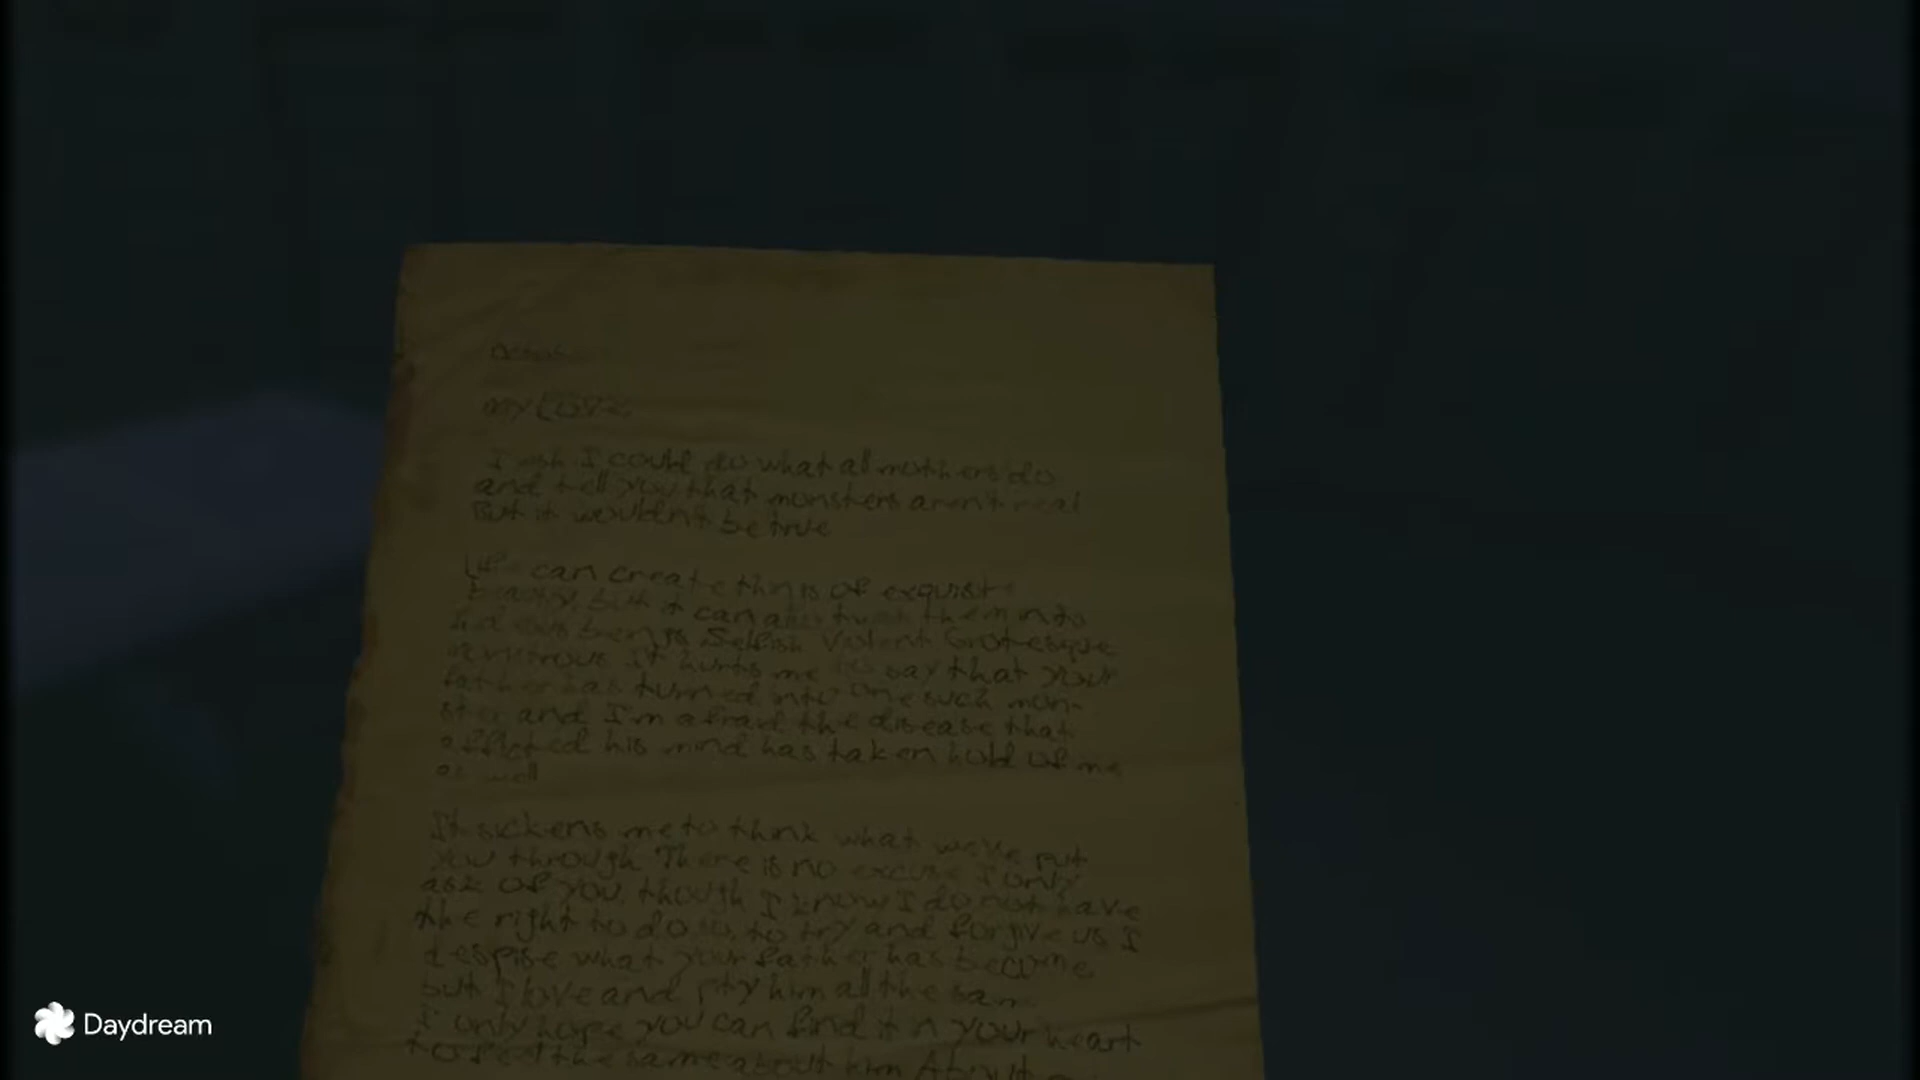 my
I wish I could do what all mothers do
and tell you that monsters aren't real
But it wouldn't be true
Life can create things of exquisite
beauty, but it can also twist them into
beings Selfish Violent Grotesque
It hurts me to say that your
father has turned into one such mon-
ster and I'm afraid the disease that
afflicted his mind has taken hold of me
as well
It sickens me to think what we've put
you through There is no excuse I only
ask of you, though I know I do not have
the right to do so, to try and forgive us I
despise what your father has become
but I love and pity him all the sam
I only hope you can find it in your heart
to feel the same about him About
Daydream